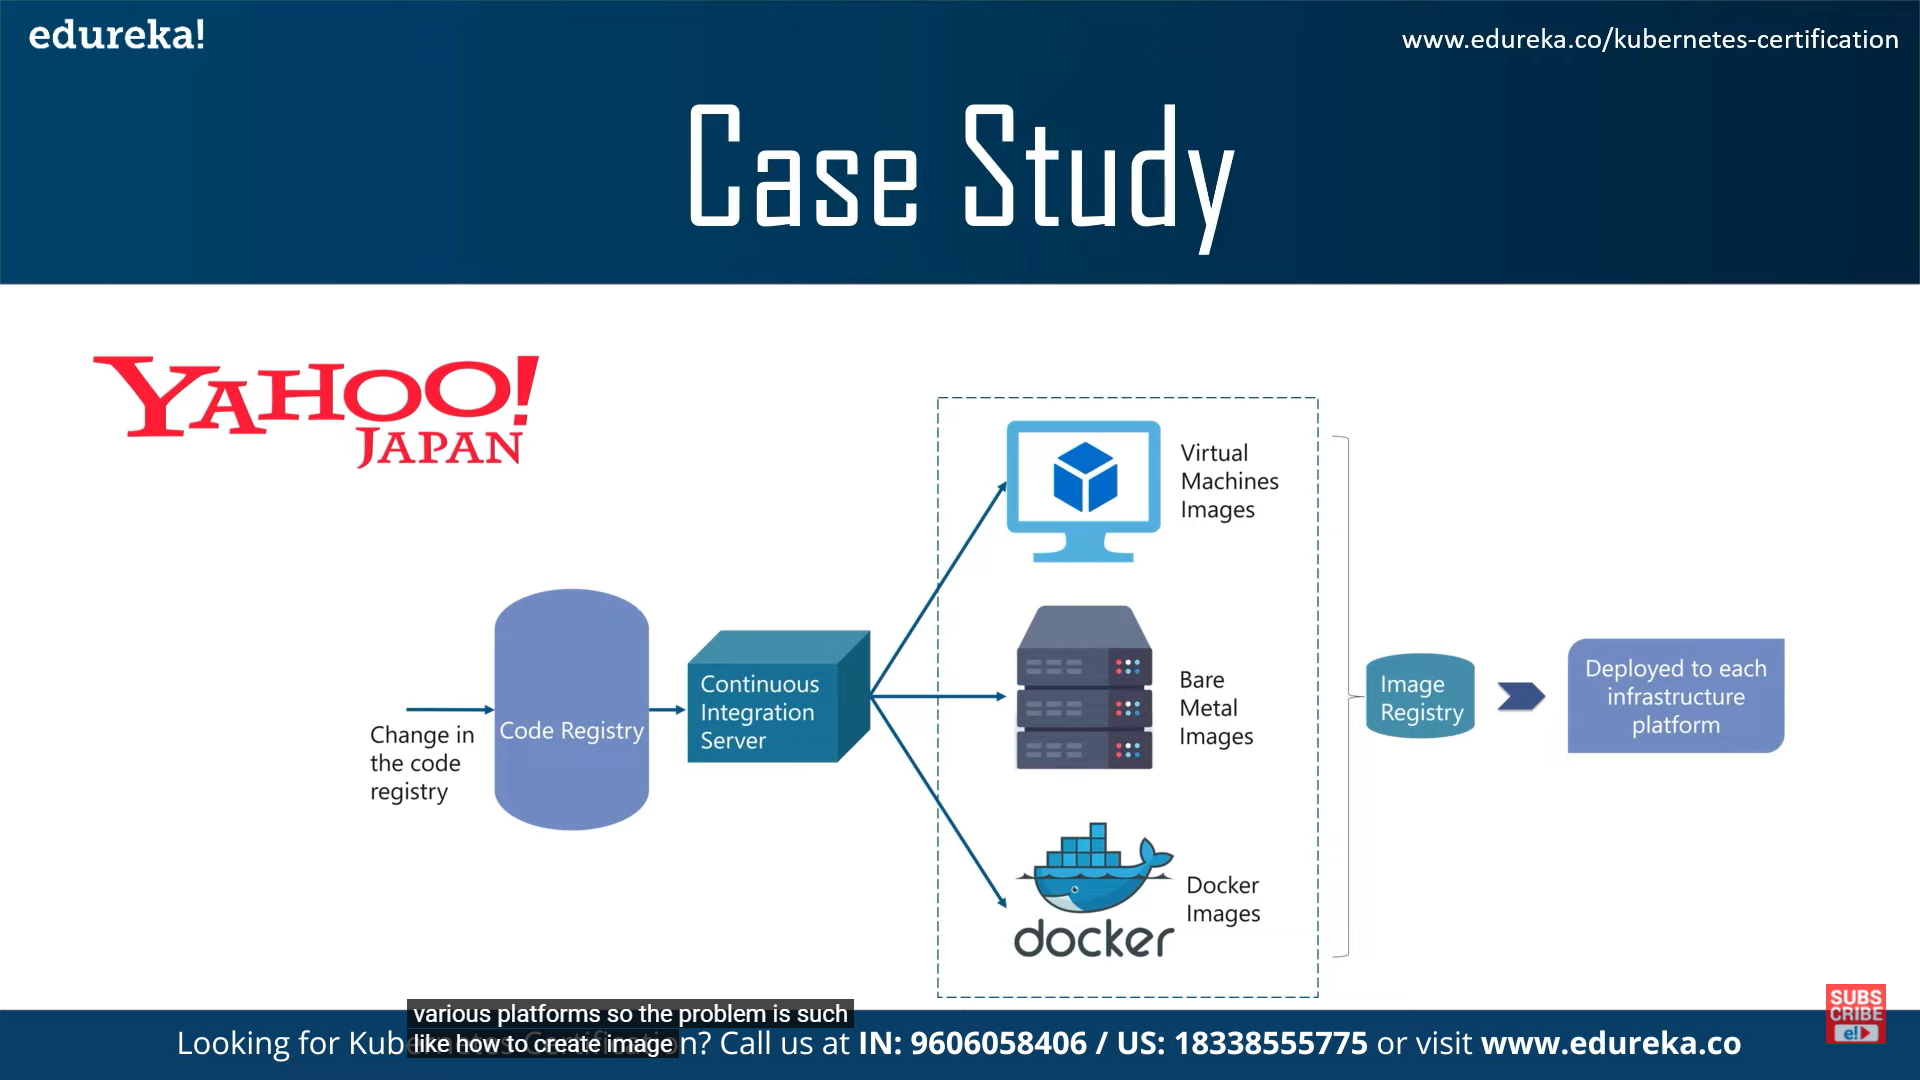 edureka!
www.edureka.co/kubernetes-certification
Case Study
YAHOO!
JAPAN
Virtual
Machines
Images
Bare
Metal
Images
Docker
Images
docker
Change in
the code
registry
Code Registry
Continuous
Integration
Server
Image
Registry
Deployed to each
infrastructure
platform
SUBS
CRIBE
e!
various platforms so the problem is such
like how to create image
Looking for Kubernetes Certification? Call us at IN: 9606058406 / US: 18338555775 or visit www.edureka.co